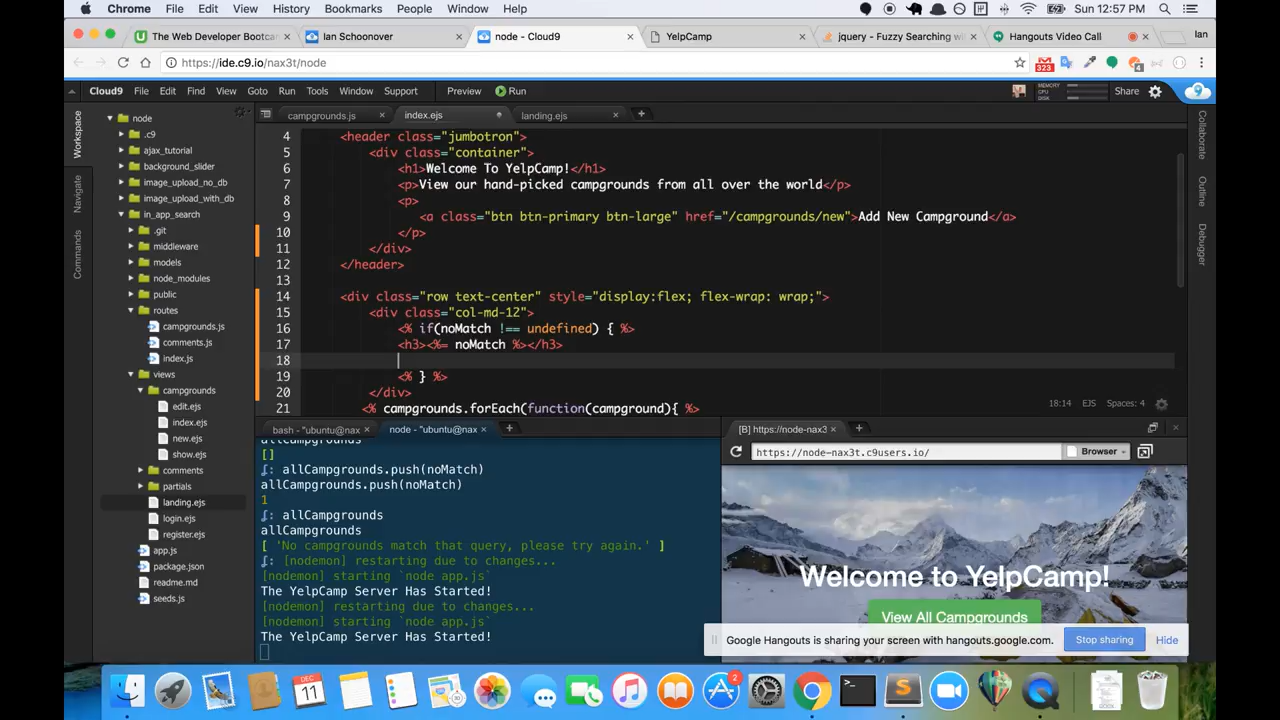 Chrome File Edit View History Bookmarks People Window Help Sun 12:57 PM
The Web Developer Bootcam Ian Schoonover node - Cloud9 YelpCamp jquery - Fuzzy Searching wit Hangouts Video Call Ian
https://ide.c9.io/nax3t/node 323 4
Cloud9 File Edit Find View Goto Run Tools Window Support Preview Run MEMORY CPU DISK Share
campgrounds.js index.ejs landing.ejs
Workspace
Navigate
Commands
node
.c9
ajax_tutorial
background_slider
image_upload_no_db
image_upload_with_db
in_app_search
.git
middleware
models
node_modules
public
routes
campgrounds.js
comments.js
index.js
views
campgrounds
edit.ejs
index.ejs
new.ejs
show.ejs
comments
partials
landing.ejs
login.ejs
register.ejs
app.js
package.json
readme.md
seeds.js
4 <header class="jumbotron">
5 <div class="container">
6 <h1>Welcome To YelpCamp!</h1>
7 <p>View our hand-picked campgrounds from all over the world</p>
8 <p>
9 <a class="btn btn-primary btn-large" href="/campgrounds/new">Add New Campground</a>
10 </p>
11 </div>
12 </header>
13
14 <div class="row text-center" style="display:flex; flex-wrap: wrap;">
15 <div class="col-md-12">
16 <% if(noMatch !== undefined) { %>
17 <h3><%= noMatch %></h3>
18
19 <% } %>
20 </div>
21 <% campgrounds.forEach(function(campground){ %>
18:14 EJS Spaces: 4
Collaborate
Outline
Debugger
bash - "ubuntu@nax node - "ubuntu@nax
allCampgrounds
[]
allCampgrounds.push(noMatch)
allCampgrounds.push(noMatch)
1
allCampgrounds
allCampgrounds
[ 'No campgrounds match that query, please try again.' ]
[nodemon] restarting due to changes...
[nodemon] starting `node app.js`
The YelpCamp Server Has Started!
[nodemon] restarting due to changes...
[nodemon] starting `node app.js`
The YelpCamp Server Has Started!
[B] https://node-nax3
https://node-nax3t.c9users.io/ Browser
Welcome to YelpCamp!
View All Campgrounds
Google Hangouts is sharing your screen with hangouts.google.com. Stop sharing Hide
DEC
11
2